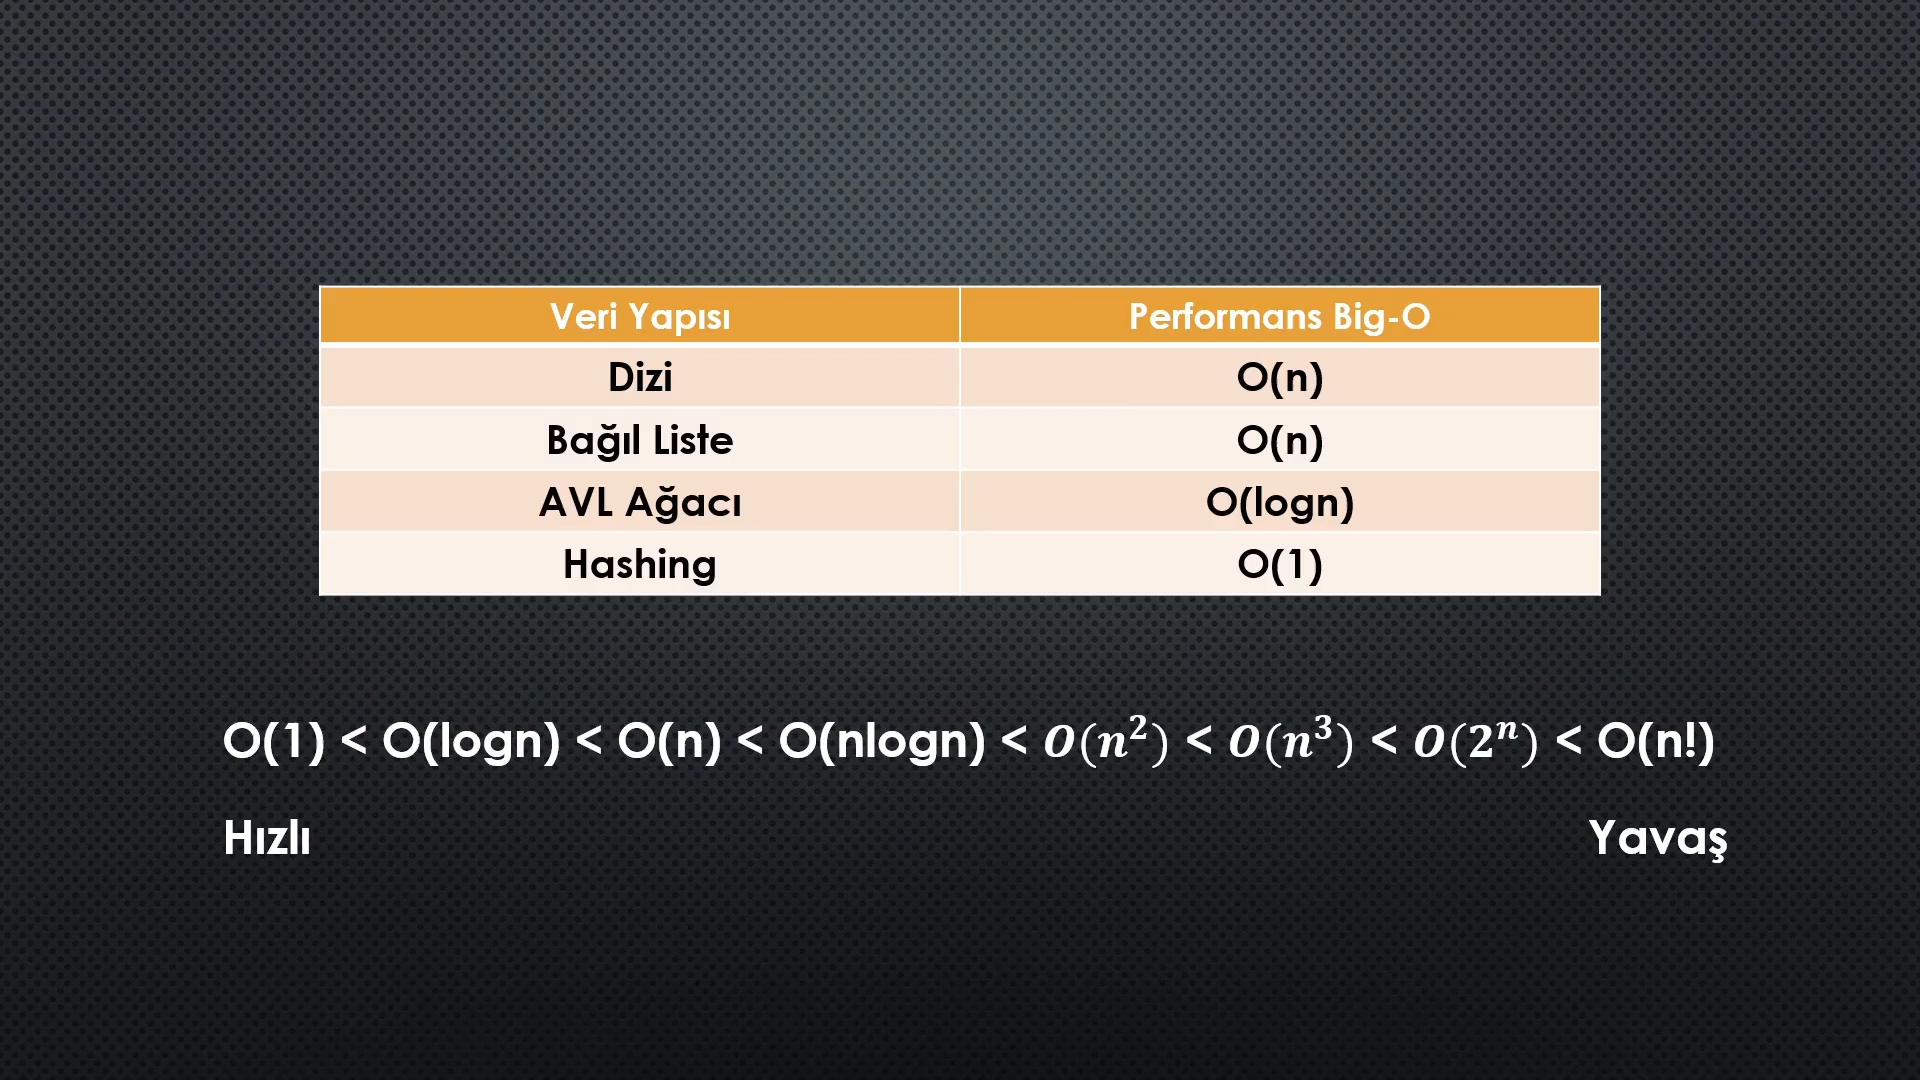 Veri Yapısı Performans Big-O
Dizi O(n)
Bağıl Liste O(n)
AVL Ağacı O(logn)
Hashing O(1)
O(1) < O(logn) < O(n) < O(nlogn) < O(n²) < O(n³) < O(2ⁿ) < O(n!)
Hızlı Yavaş